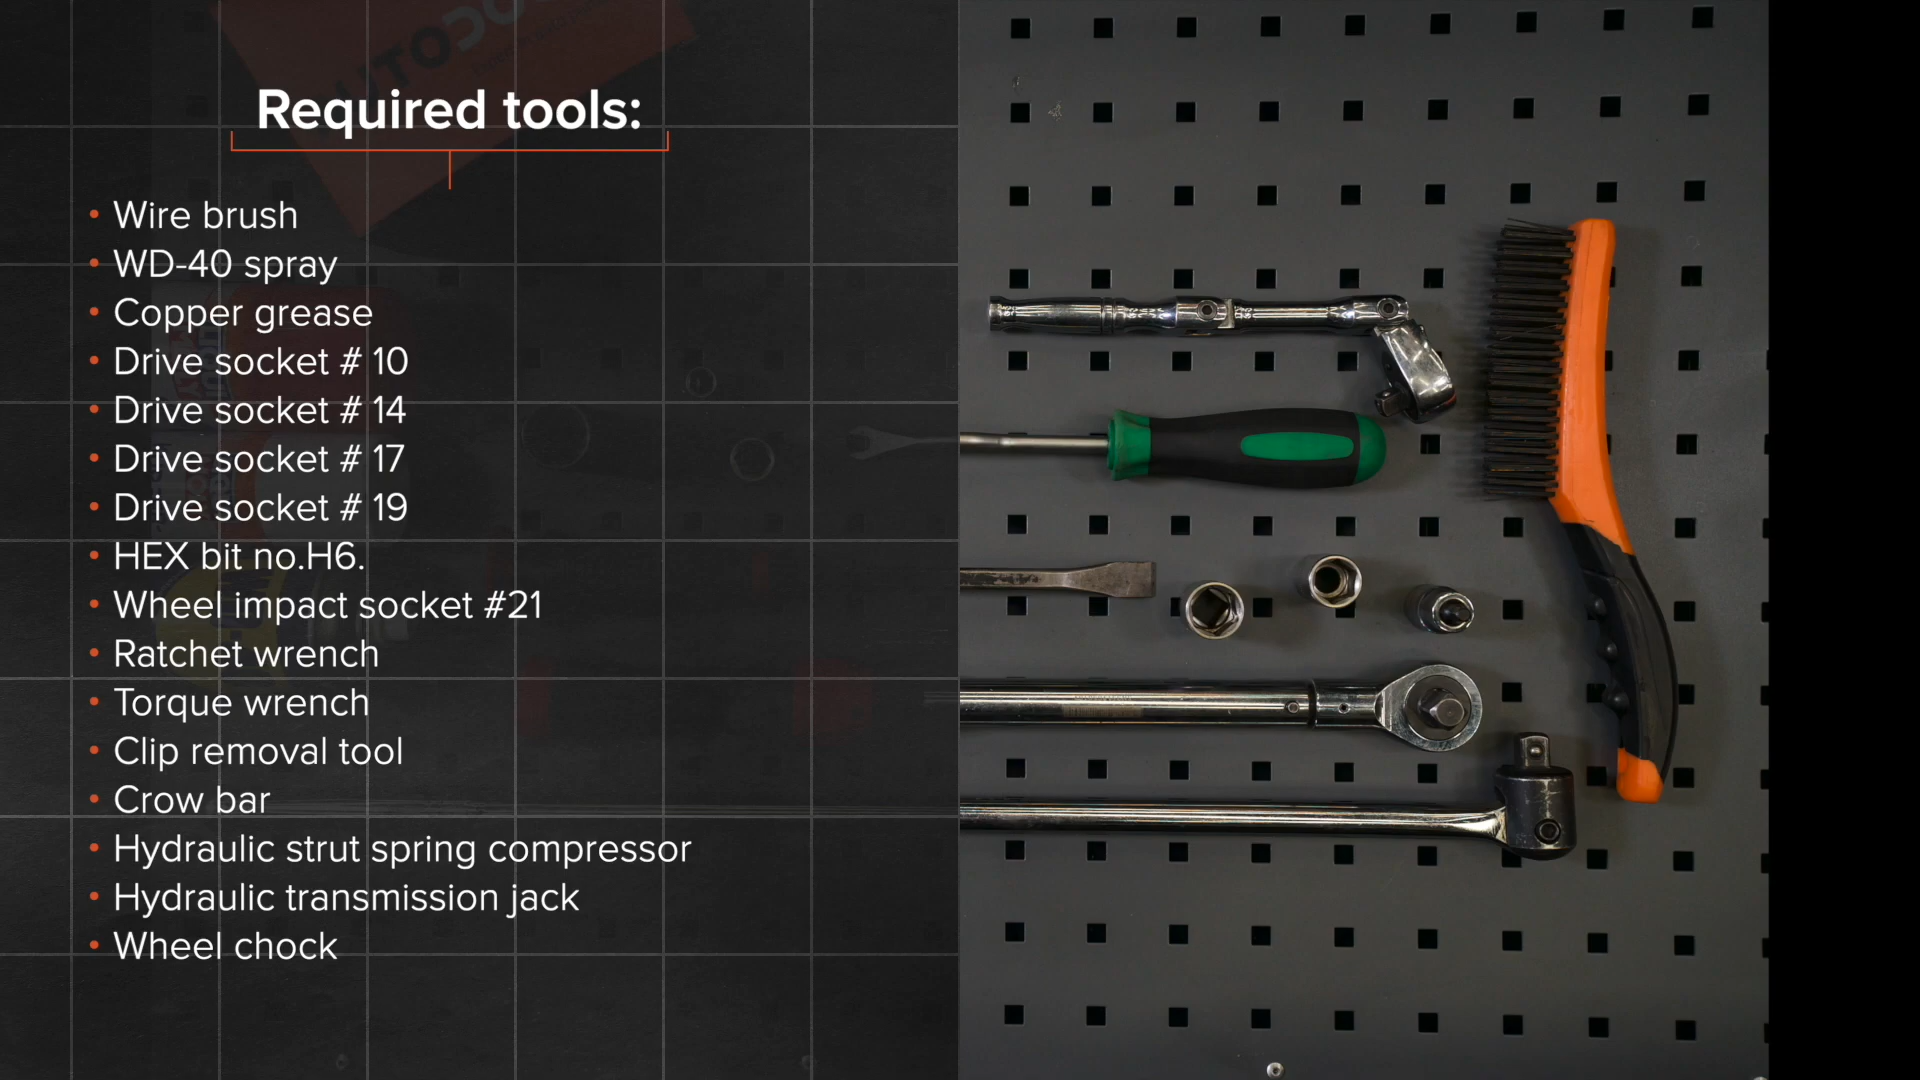 AUTODOC
Required tools:
• Wire brush
• WD-40 spray
• Copper grease
• Drive socket # 10
• Drive socket # 14
• Drive socket # 17
• Drive socket # 19
• HEX bit no.H6.
• Wheel impact socket #21
• Ratchet wrench
• Torque wrench
• Clip removal tool
• Crow bar
• Hydraulic strut spring compressor
• Hydraulic transmission jack
• Wheel chock